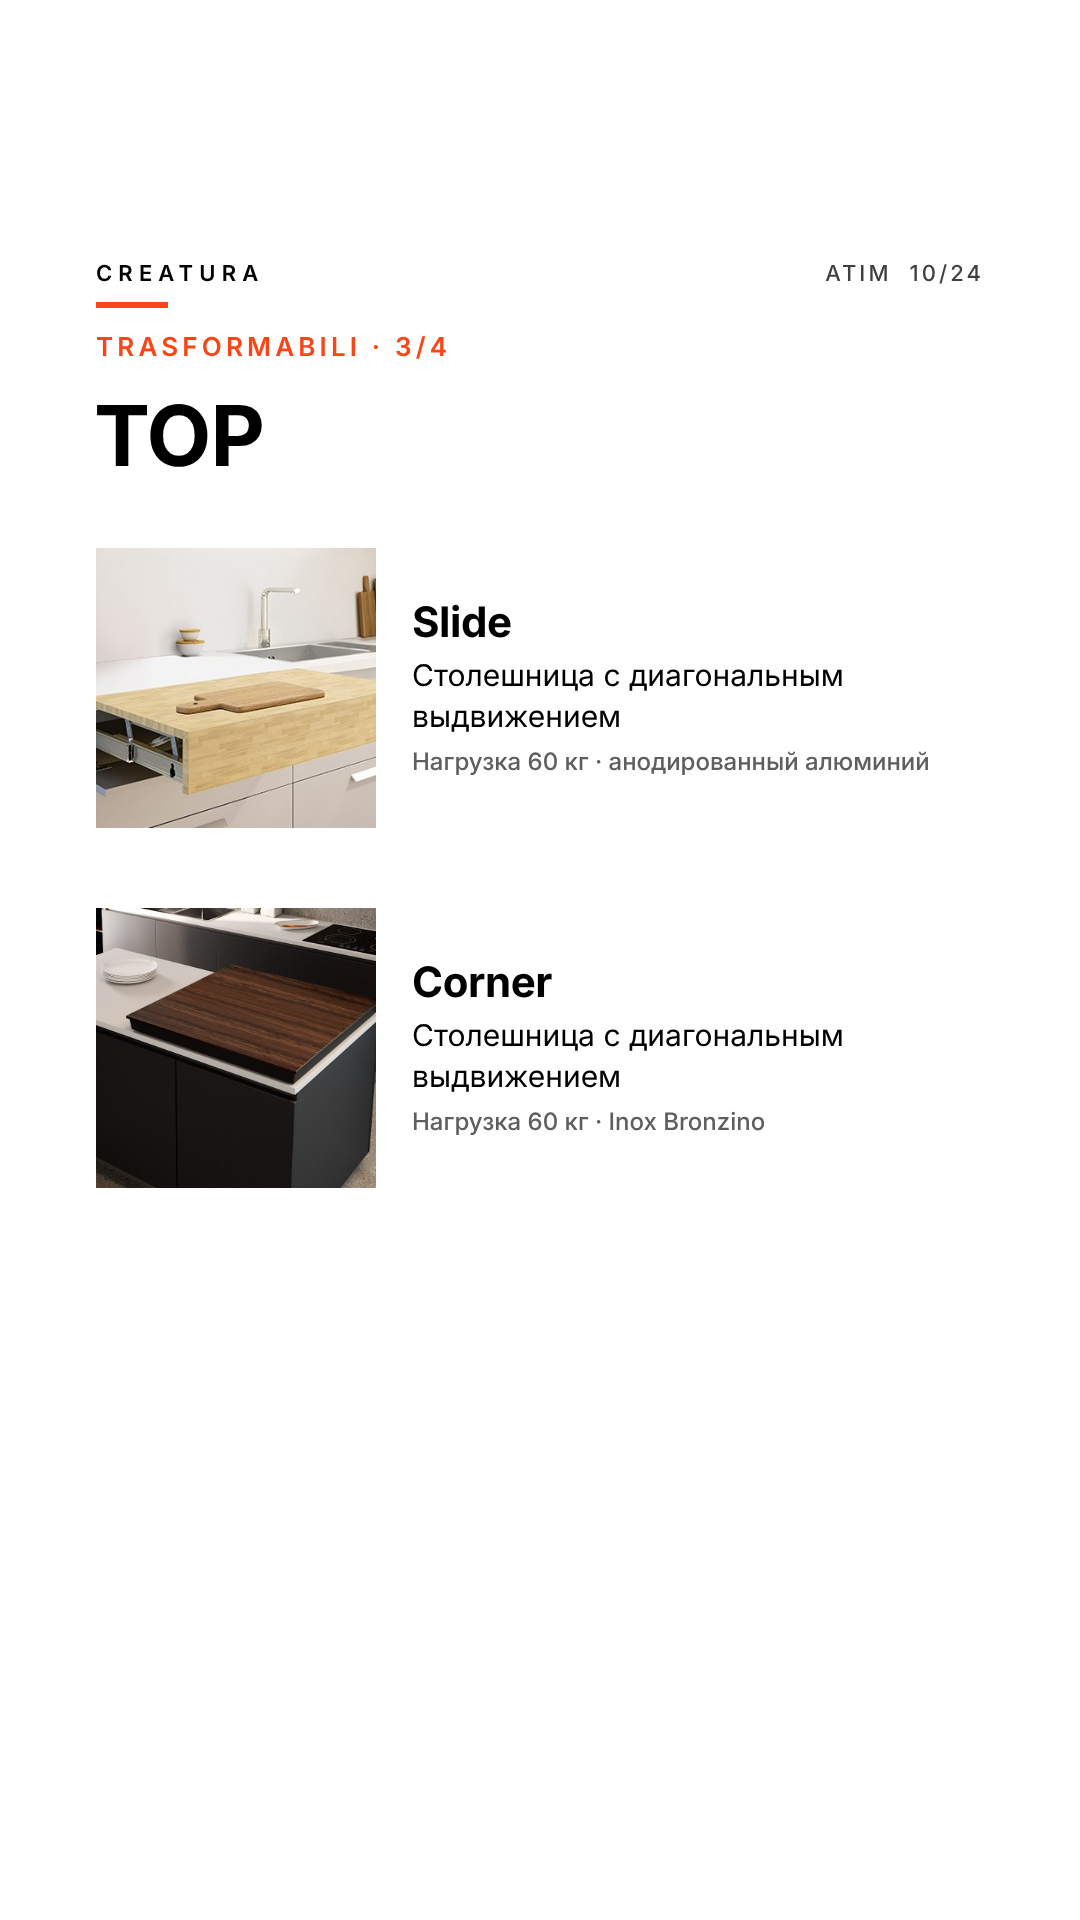 CREATURA
ATIM 10/24
TRASFORMABILI · 3/4
TOP
Slide
Столешница с диагональным
выдвижением
Нагрузка 60 кг · анодированный алюминий
Corner
Столешница с диагональным
выдвижением
Нагрузка 60 кг · Inox Bronzino